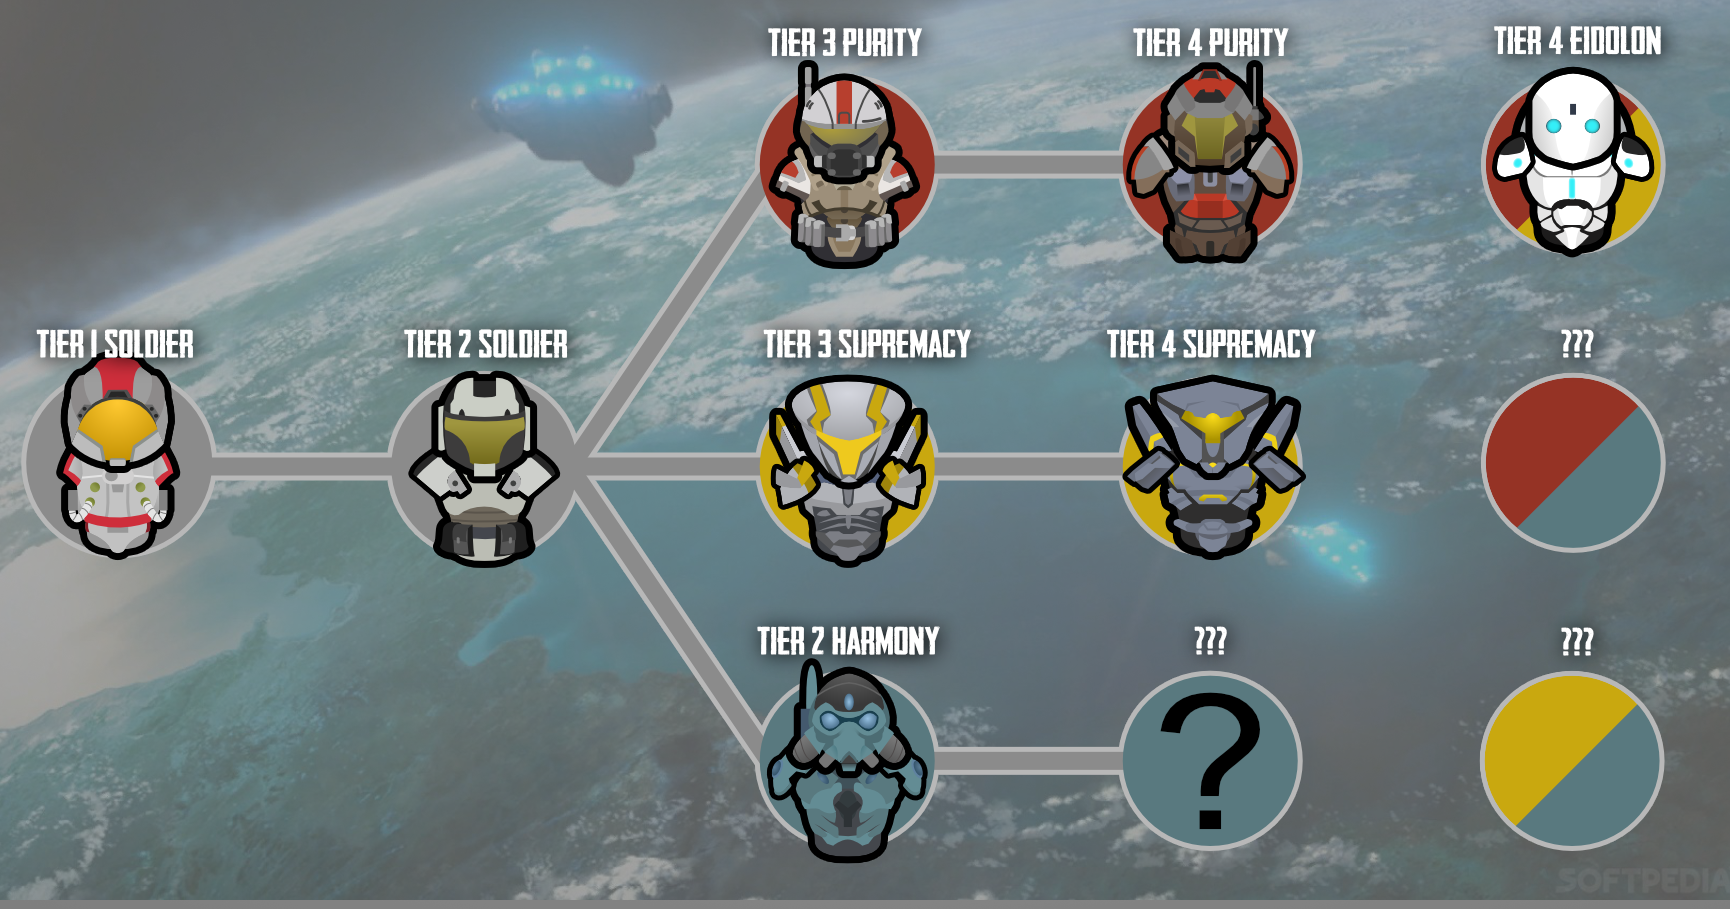 TIER 3 PURITY
TIER 4 PURITY
TIER 4 EIDOLON
TIER 1 SOLDIER
TIER 2 SOLDIER
TIER 3 SUPREMACY
TIER 4 SUPREMACY
???
TIER 2 HARMONY
???
???
?
SOFTPEDIA